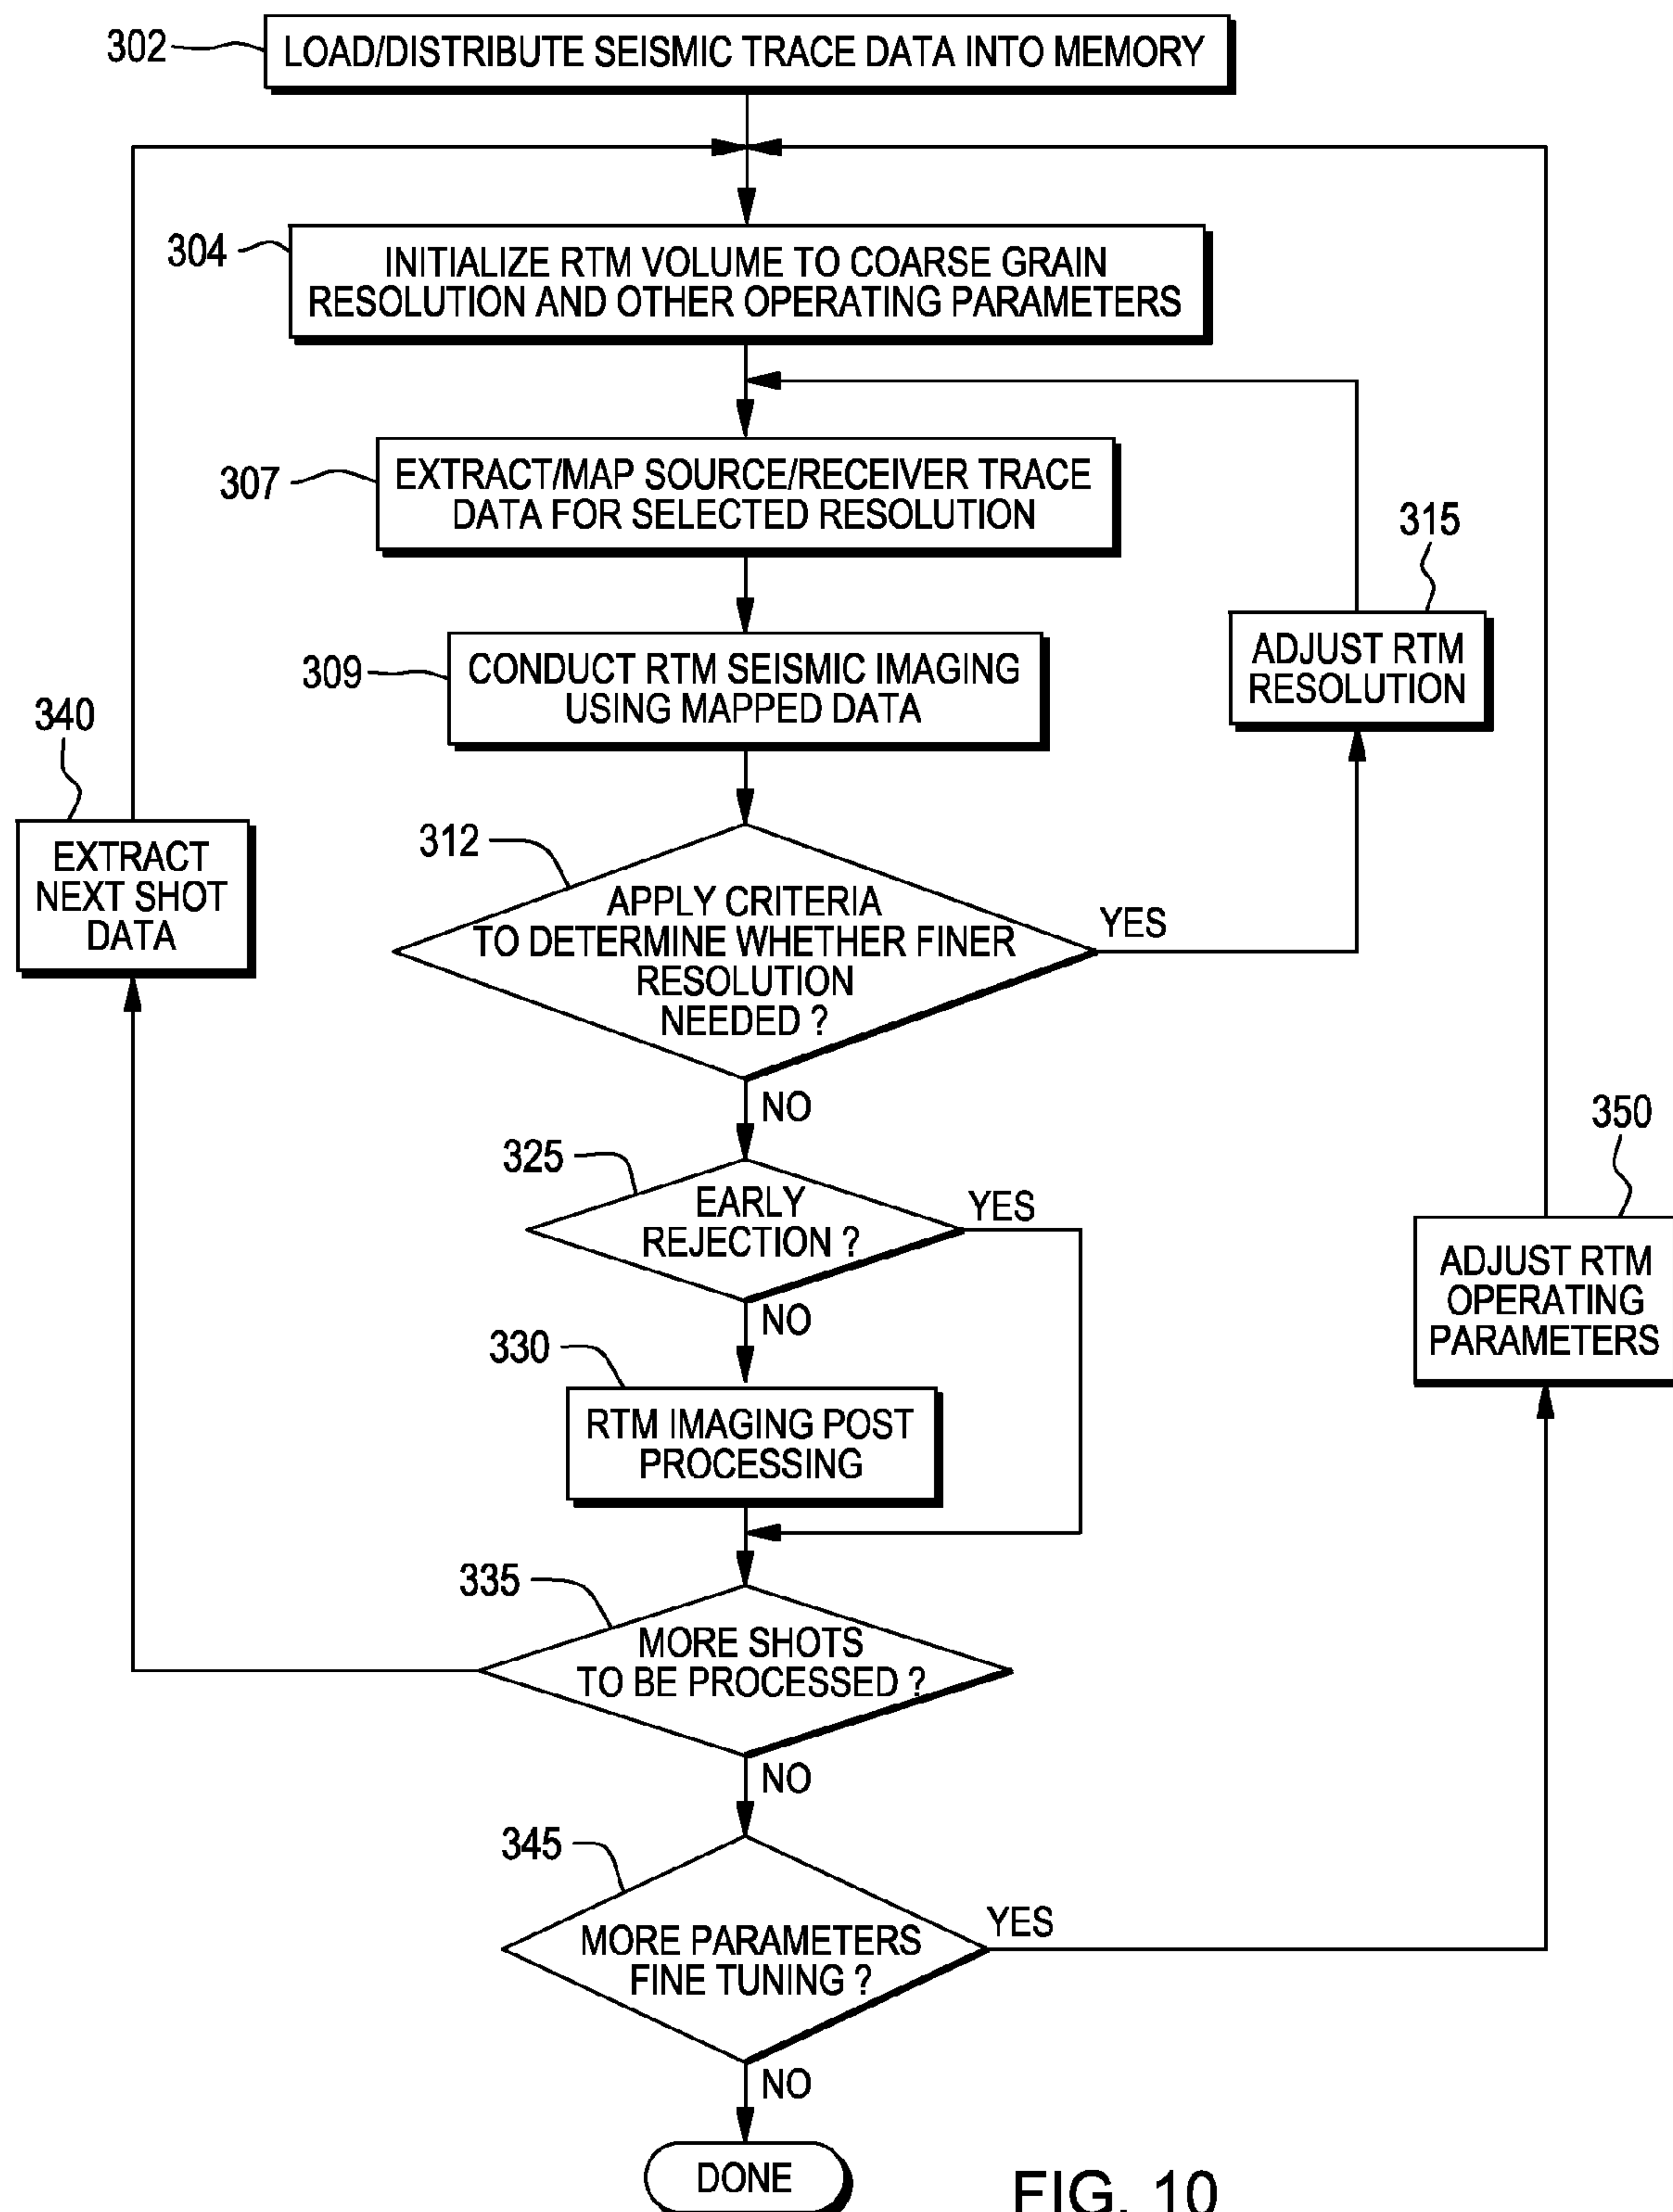 302
LOAD/DISTRIBUTE SEISMIC TRACE DATA INTO MEMORY
304
INITIALIZE RTM VOLUME TO COARSE GRAIN
RESOLUTION AND OTHER OPERATING PARAMETERS
307
EXTRACT/MAP SOURCE/RECEIVER TRACE
DATA FOR SELECTED RESOLUTION
315
ADJUST RTM
RESOLUTION
309
CONDUCT RTM SEISMIC IMAGING
USING MAPPED DATA
340
EXTRACT
NEXT SHOT
DATA
312
APPLY CRITERIA
TO DETERMINE WHETHER FINER
RESOLUTION
NEEDED ?
YES
NO
325
EARLY
REJECTION ?
YES
NO
350
ADJUST RTM
OPERATING
PARAMETERS
330
RTM IMAGING POST
PROCESSING
335
MORE SHOTS
TO BE PROCESSED ?
NO
345
MORE PARAMETERS
FINE TUNING ?
YES
NO
DONE
FIG. 10